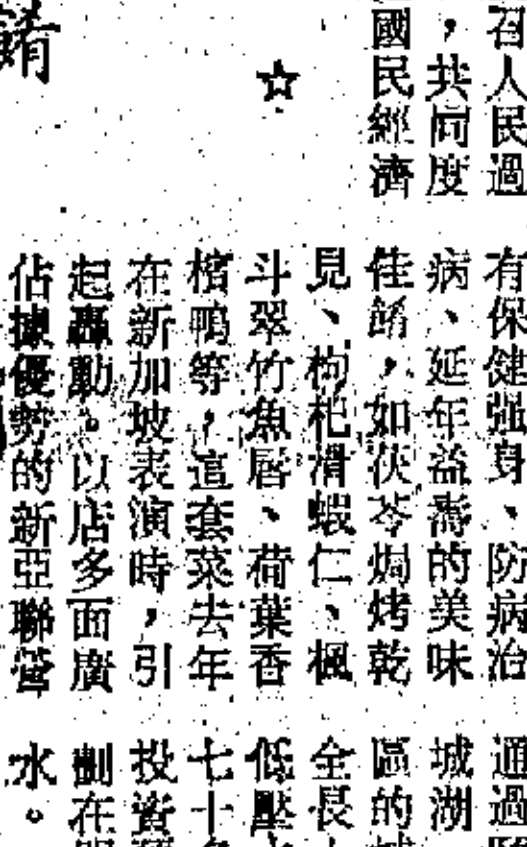 召人民過
，共同度
國民經濟
☆
餚
有保健強身、防病治
病、延年益壽的美味
佳餚，如茯苓焗烤乾
見、枸杞滑蝦仁、楓
斗翠竹魚唇、荷葉香
檳鴨等，這套菜去年
在新加坡表演時，引
起轟動。以店多面廣
佔據優勢的新亞聯營
通過
城湖
區的
全長
低壓
七十
投資
劃在
水。